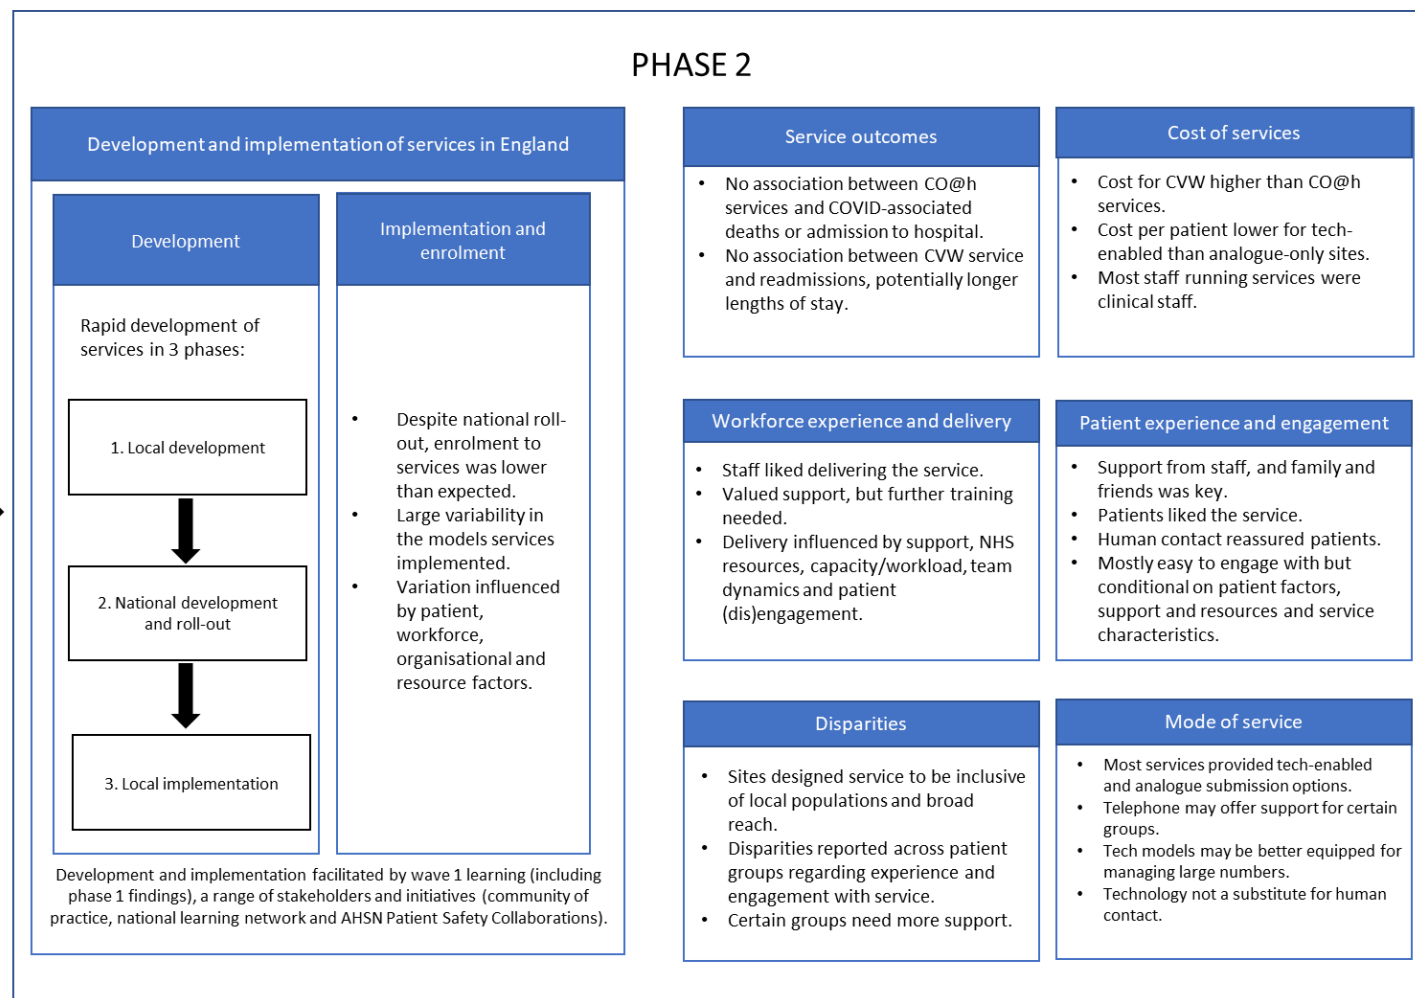 PHASE 2
Development and implementation of services in England
Development
Rapid development of
services in 3 phases:
1. Local development
2. National development
and roll-out
3. Local implementation
Implementation and
enrolment
• Despite national roll-
out, enrolment to
services was lower
than expected.
• Large variability in
the models services
implemented.
• Variation influenced
by patient,
workforce,
organisational and
resource factors.
Development and implementation facilitated by wave 1 learning (including
phase 1 findings), a range of stakeholders and initiatives (community of
practice, national learning network and AHSN Patient Safety Collaborations).
Service outcomes
• No association between CO@h
services and COVID-associated
deaths or admission to hospital.
• No association between CVW service
and readmissions, potentially longer
lengths of stay.
Cost of services
• Cost for CVW higher than CO@h
services.
• Cost per patient lower for tech-
enabled than analogue-only sites.
• Most staff running services were
clinical staff.
Workforce experience and delivery
• Staff liked delivering the service.
• Valued support, but further training
needed.
• Delivery influenced by support, NHS
resources, capacity/workload, team
dynamics and patient
(dis)engagement.
Patient experience and engagement
• Support from staff, and family and
friends was key.
• Patients liked the service.
• Human contact reassured patients.
• Mostly easy to engage with but
conditional on patient factors,
support and resources and service
characteristics.
Disparities
• Sites designed service to be inclusive
of local populations and broad
reach.
• Disparities reported across patient
groups regarding experience and
engagement with service.
• Certain groups need more support.
Mode of service
• Most services provided tech-enabled
and analogue submission options.
• Telephone may offer support for certain
groups.
• Tech models may be better equipped for
managing large numbers.
• Technology not a substitute for human
contact.